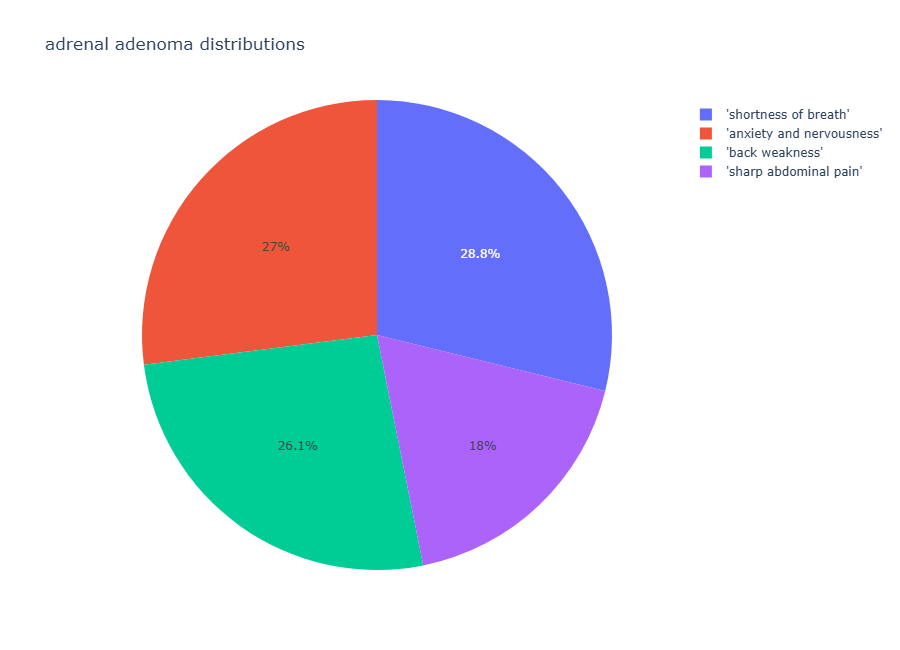 adrenal adenoma distributions
'shortness of breath'
'anxiety and nervousness'
'back weakness'
'sharp abdominal pain'
27%
28.8%
26.1%
18%